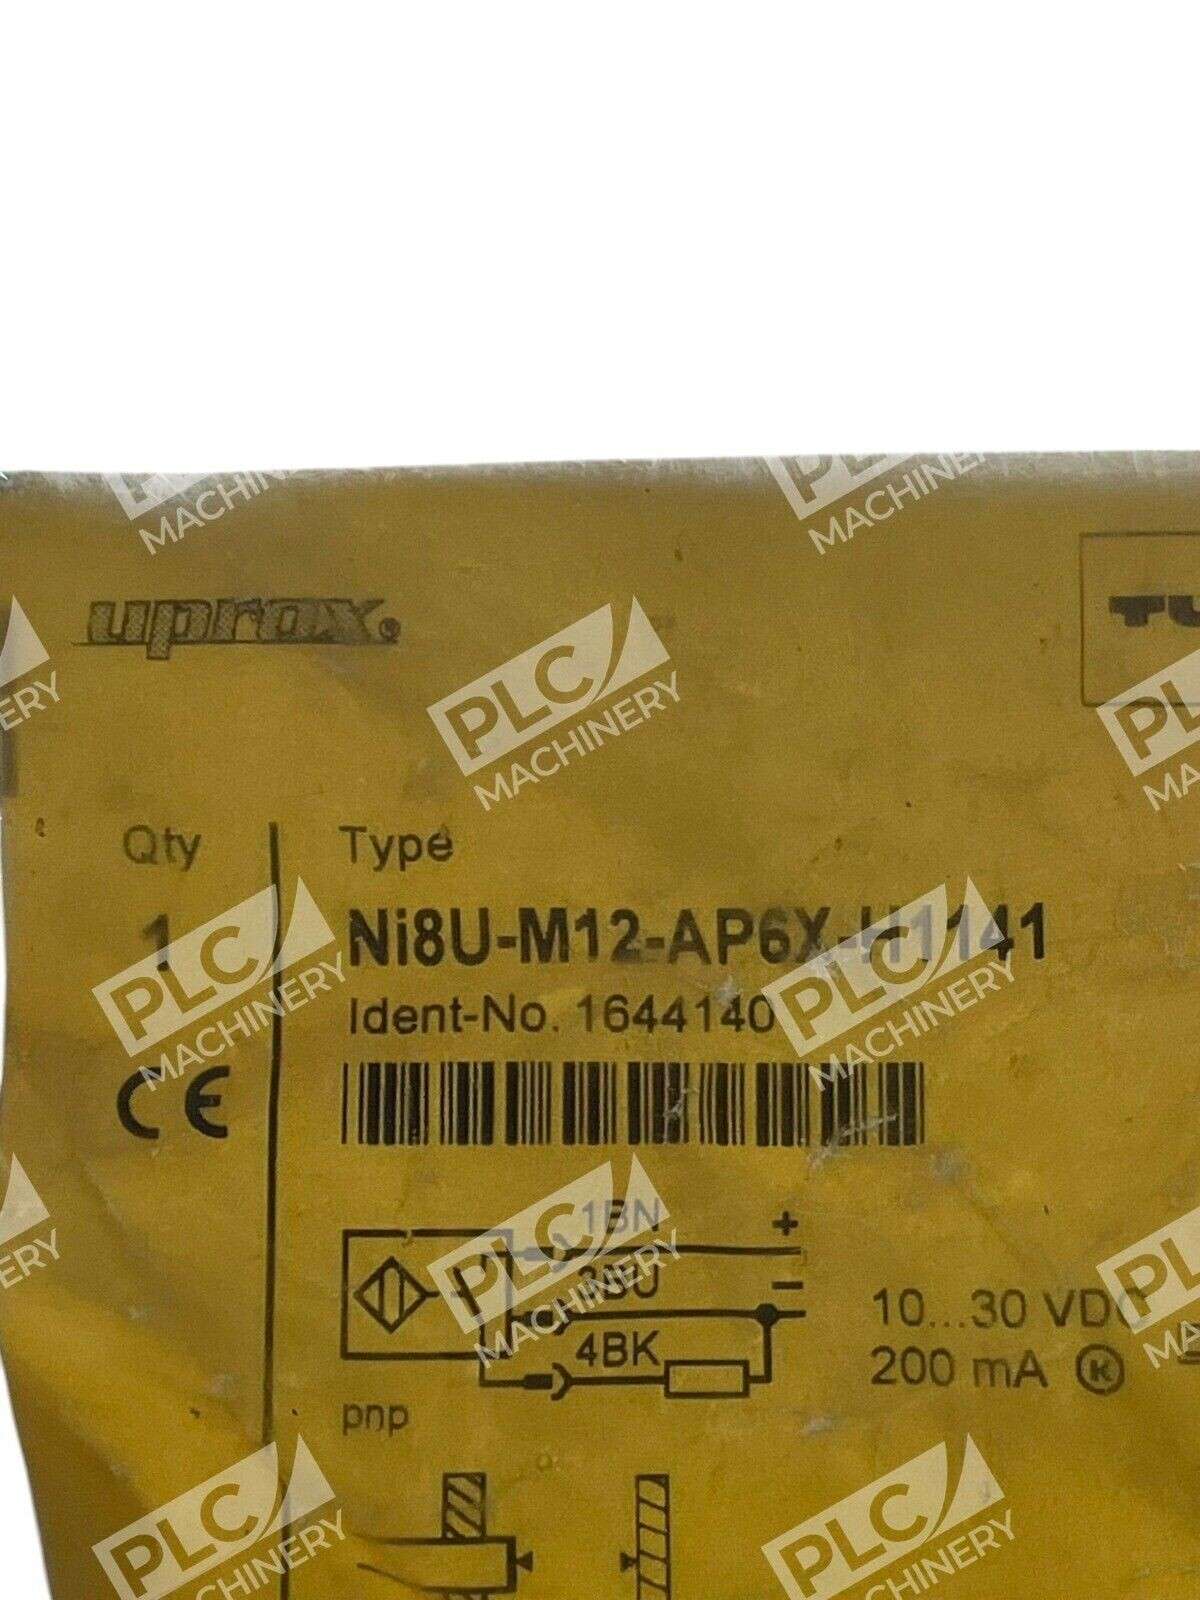 uprox®
TU
Qty
Type
1
Ni8U-M12-AP6X-H1141
Ident-No. 1644140
CE
1BN
+
3BU
−
4BK
10...30 VDC
200 mA K
pnp
PLC
MACHINERY